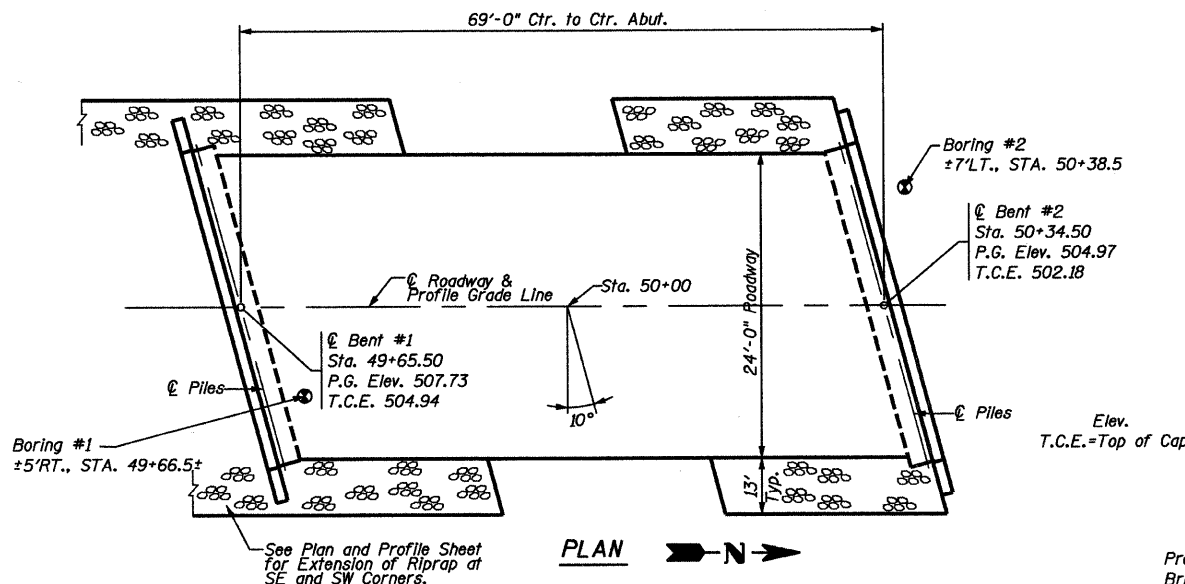 69'-0" Ctr. to Ctr. Abut.
Boring #2
±7'LT., STA. 50+38.5
℄ Bent #2
Sta. 50+34.50
P.G. Elev. 504.97
T.C.E. 502.18
℄ Roadway &
Profile Grade Line
Sta. 50+00
24'-0" Roadway
℄ Bent #1
Sta. 49+65.50
P.G. Elev. 507.73
T.C.E. 504.94
℄ Piles
10°
℄ Piles
Elev.
T.C.E.=Top of Cap
Boring #1
±5'RT., STA. 49+66.5±
13'
Typ.
See Plan and Profile Sheet
for Extension of Riprap at
SE and SW Corners.
PLAN
N
Pro
Bri